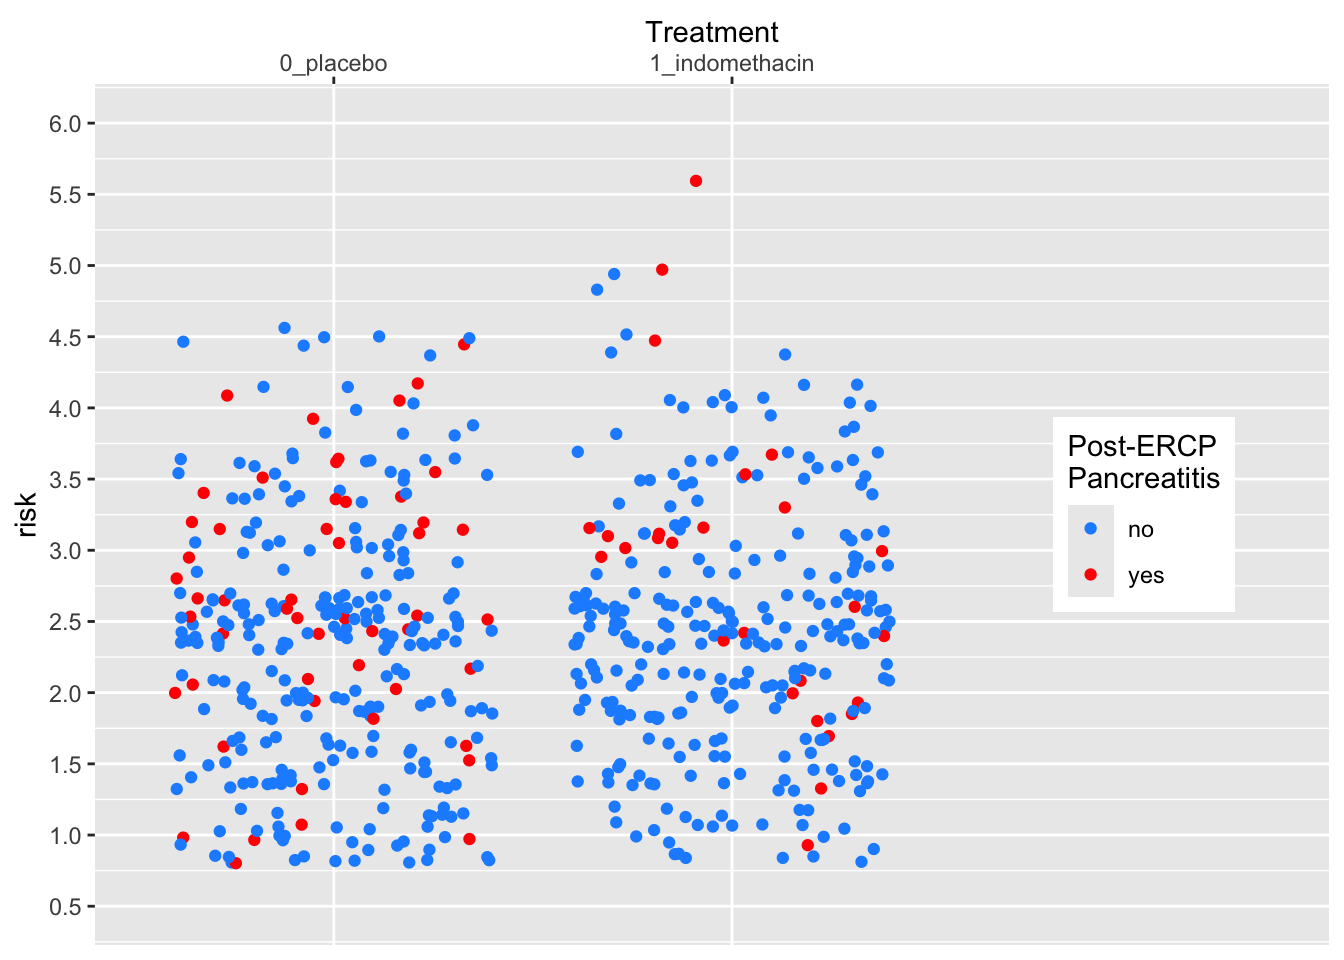 Treatment
0_placebo 1_indomethacin
6.0
5.5
5.0
4.5
4.0
3.5
3.0
2.5
2.0
1.5
1.0
0.5
risk
Post-ERCP
Pancreatitis
no
yes